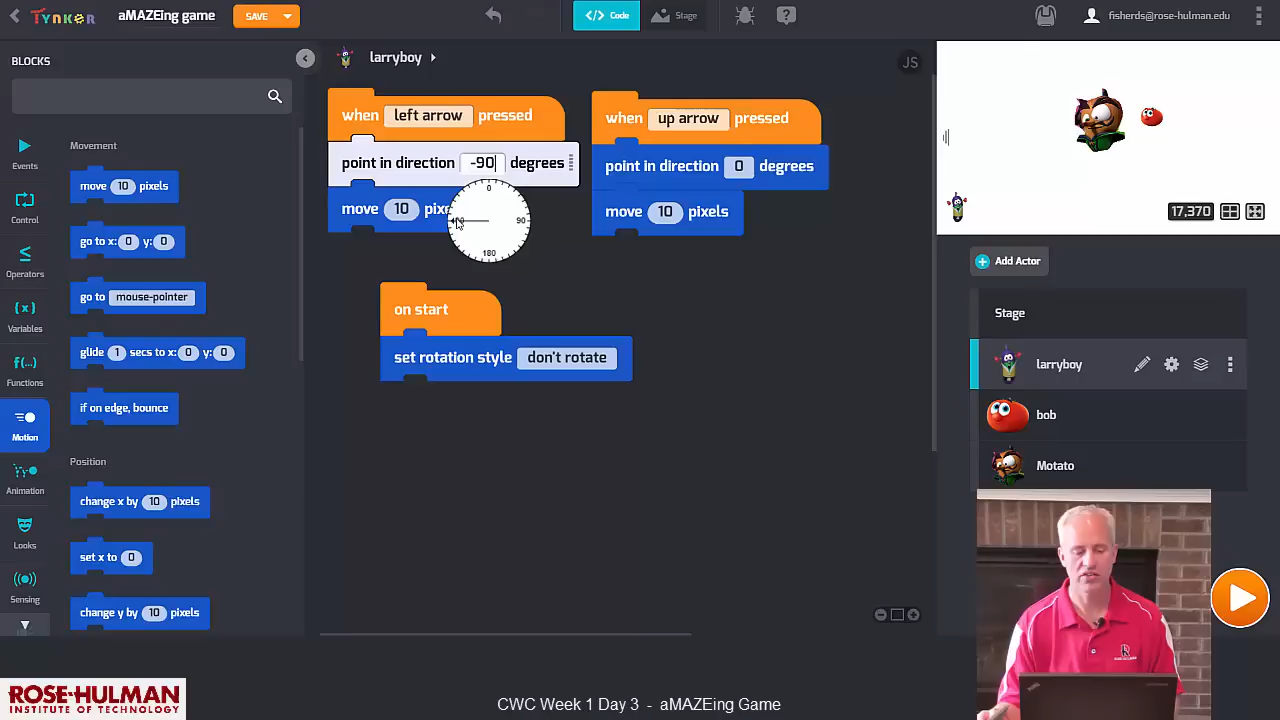 Tynker
aMAZEing game
SAVE
</> Code
Stage
fisherds@rose-hulman.edu
BLOCKS
larryboy
JS
Events
Control
Operators
Variables
Functions
Motion
Animation
Looks
Sensing
Movement
move 10 pixels
go to x: 0 y: 0
go to mouse-pointer
glide 1 secs to x: 0 y: 0
if on edge, bounce
Position
change x by 10 pixels
set x to 0
change y by 10 pixels
when left arrow pressed
point in direction -90 degrees
move 10 pixe
0
90
180
when up arrow pressed
point in direction 0 degrees
move 10 pixels
on start
set rotation style don't rotate
17,370
Add Actor
Stage
larryboy
bob
Motato
ROSE-HULMAN
INSTITUTE OF TECHNOLOGY
CWC Week 1 Day 3 - aMAZEing Game